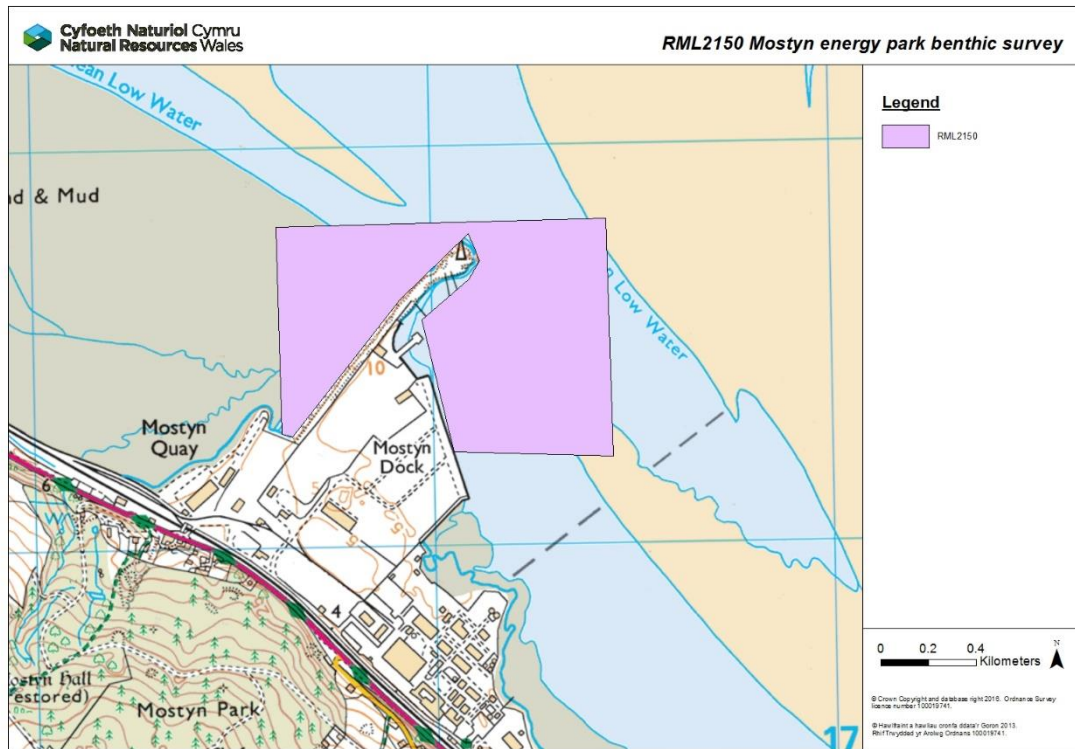 Cyfoeth Naturiol Cymru
Natural Resources Wales
RML2150 Mostyn energy park benthic survey
ean Low Water
d & Mud
n Low Water
10
Mostyn
Quay
Mostyn
Dock
5
5
5
6
4
Mostyn Park
17
Legend
RML2150
0 0.2 0.4
Kilometers
N
© Crown Copyright and database right 2016. Ordnance Survey
licence number 100019741.
© Hawlfraint a hawliau cronfa ddata'r Goron 2013.
Rhif Trwydded yr Arolwg Ordnans 100019741.